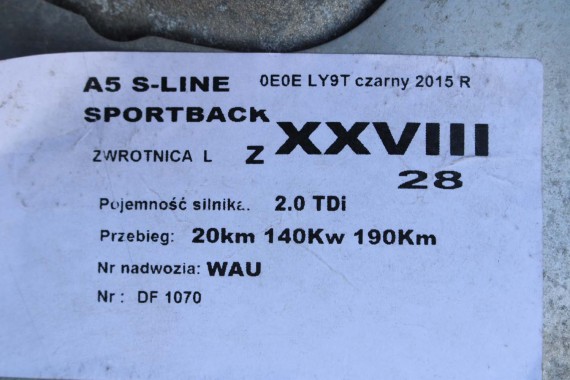 A5 S-LINE 0E0E LY9T czarny 2015 R
SPORTBACK
ZWROTNICA L Z XXVIII
28
Pojemność silnika.. 2.0 TDi
Przebieg: 20km 140Kw 190Km
Nr nadwozia: WAU
Nr : DF 1070